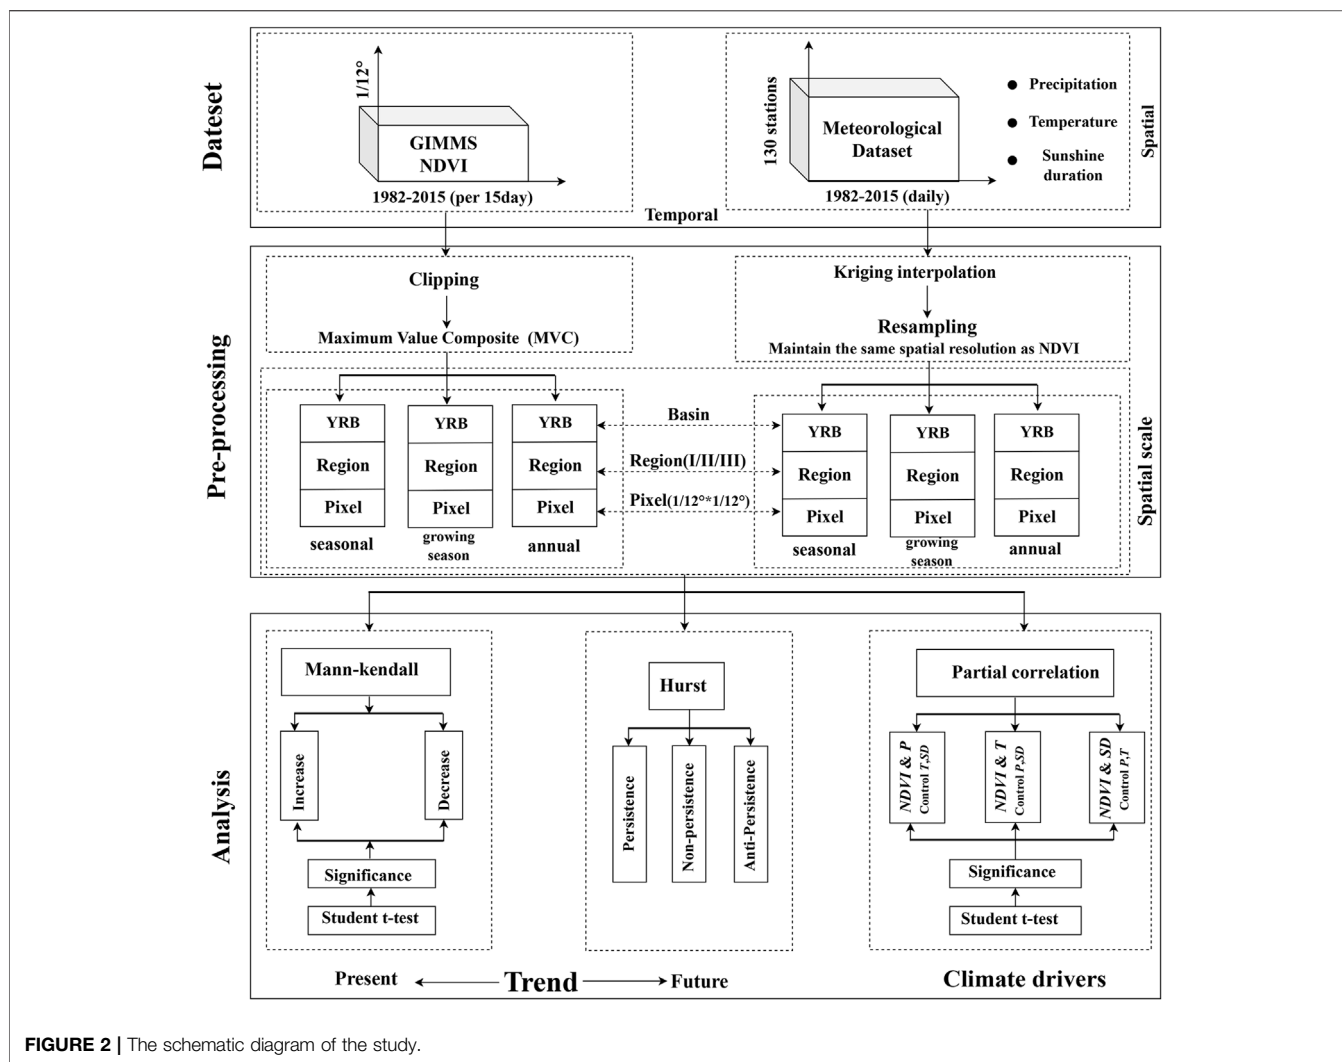 Dateset
1/12°
GIMMS
NDVI
1982-2015 (per 15day)
130 stations
Meteorological
Dataset
1982-2015 (daily)
Precipitation
Temperature
Sunshine
duration
Spatial
Temporal
Pre-processing
Clipping
Maximum Value Composite (MVC)
Kriging interpolation
Resampling
Maintain the same spatial resolution as NDVI
YRB
Region
Pixel
seasonal
YRB
Region
Pixel
growing
season
YRB
Region
Pixel
annual
Basin
Region(I/II/III)
Pixel(1/12°*1/12°)
YRB
Region
Pixel
seasonal
YRB
Region
Pixel
growing
season
YRB
Region
Pixel
annual
Spatial scale
Analysis
Mann-kendall
Increase
Decrease
Significance
Student t-test
Hurst
Persistence
Non-persistence
Anti-Persistence
Partial correlation
NDVI & P
Control T,SD
NDVI & T
Control P,SD
NDVI & SD
Control P,T
Significance
Student t-test
Present
Trend
Future
Climate drivers
FIGURE 2 | The schematic diagram of the study.